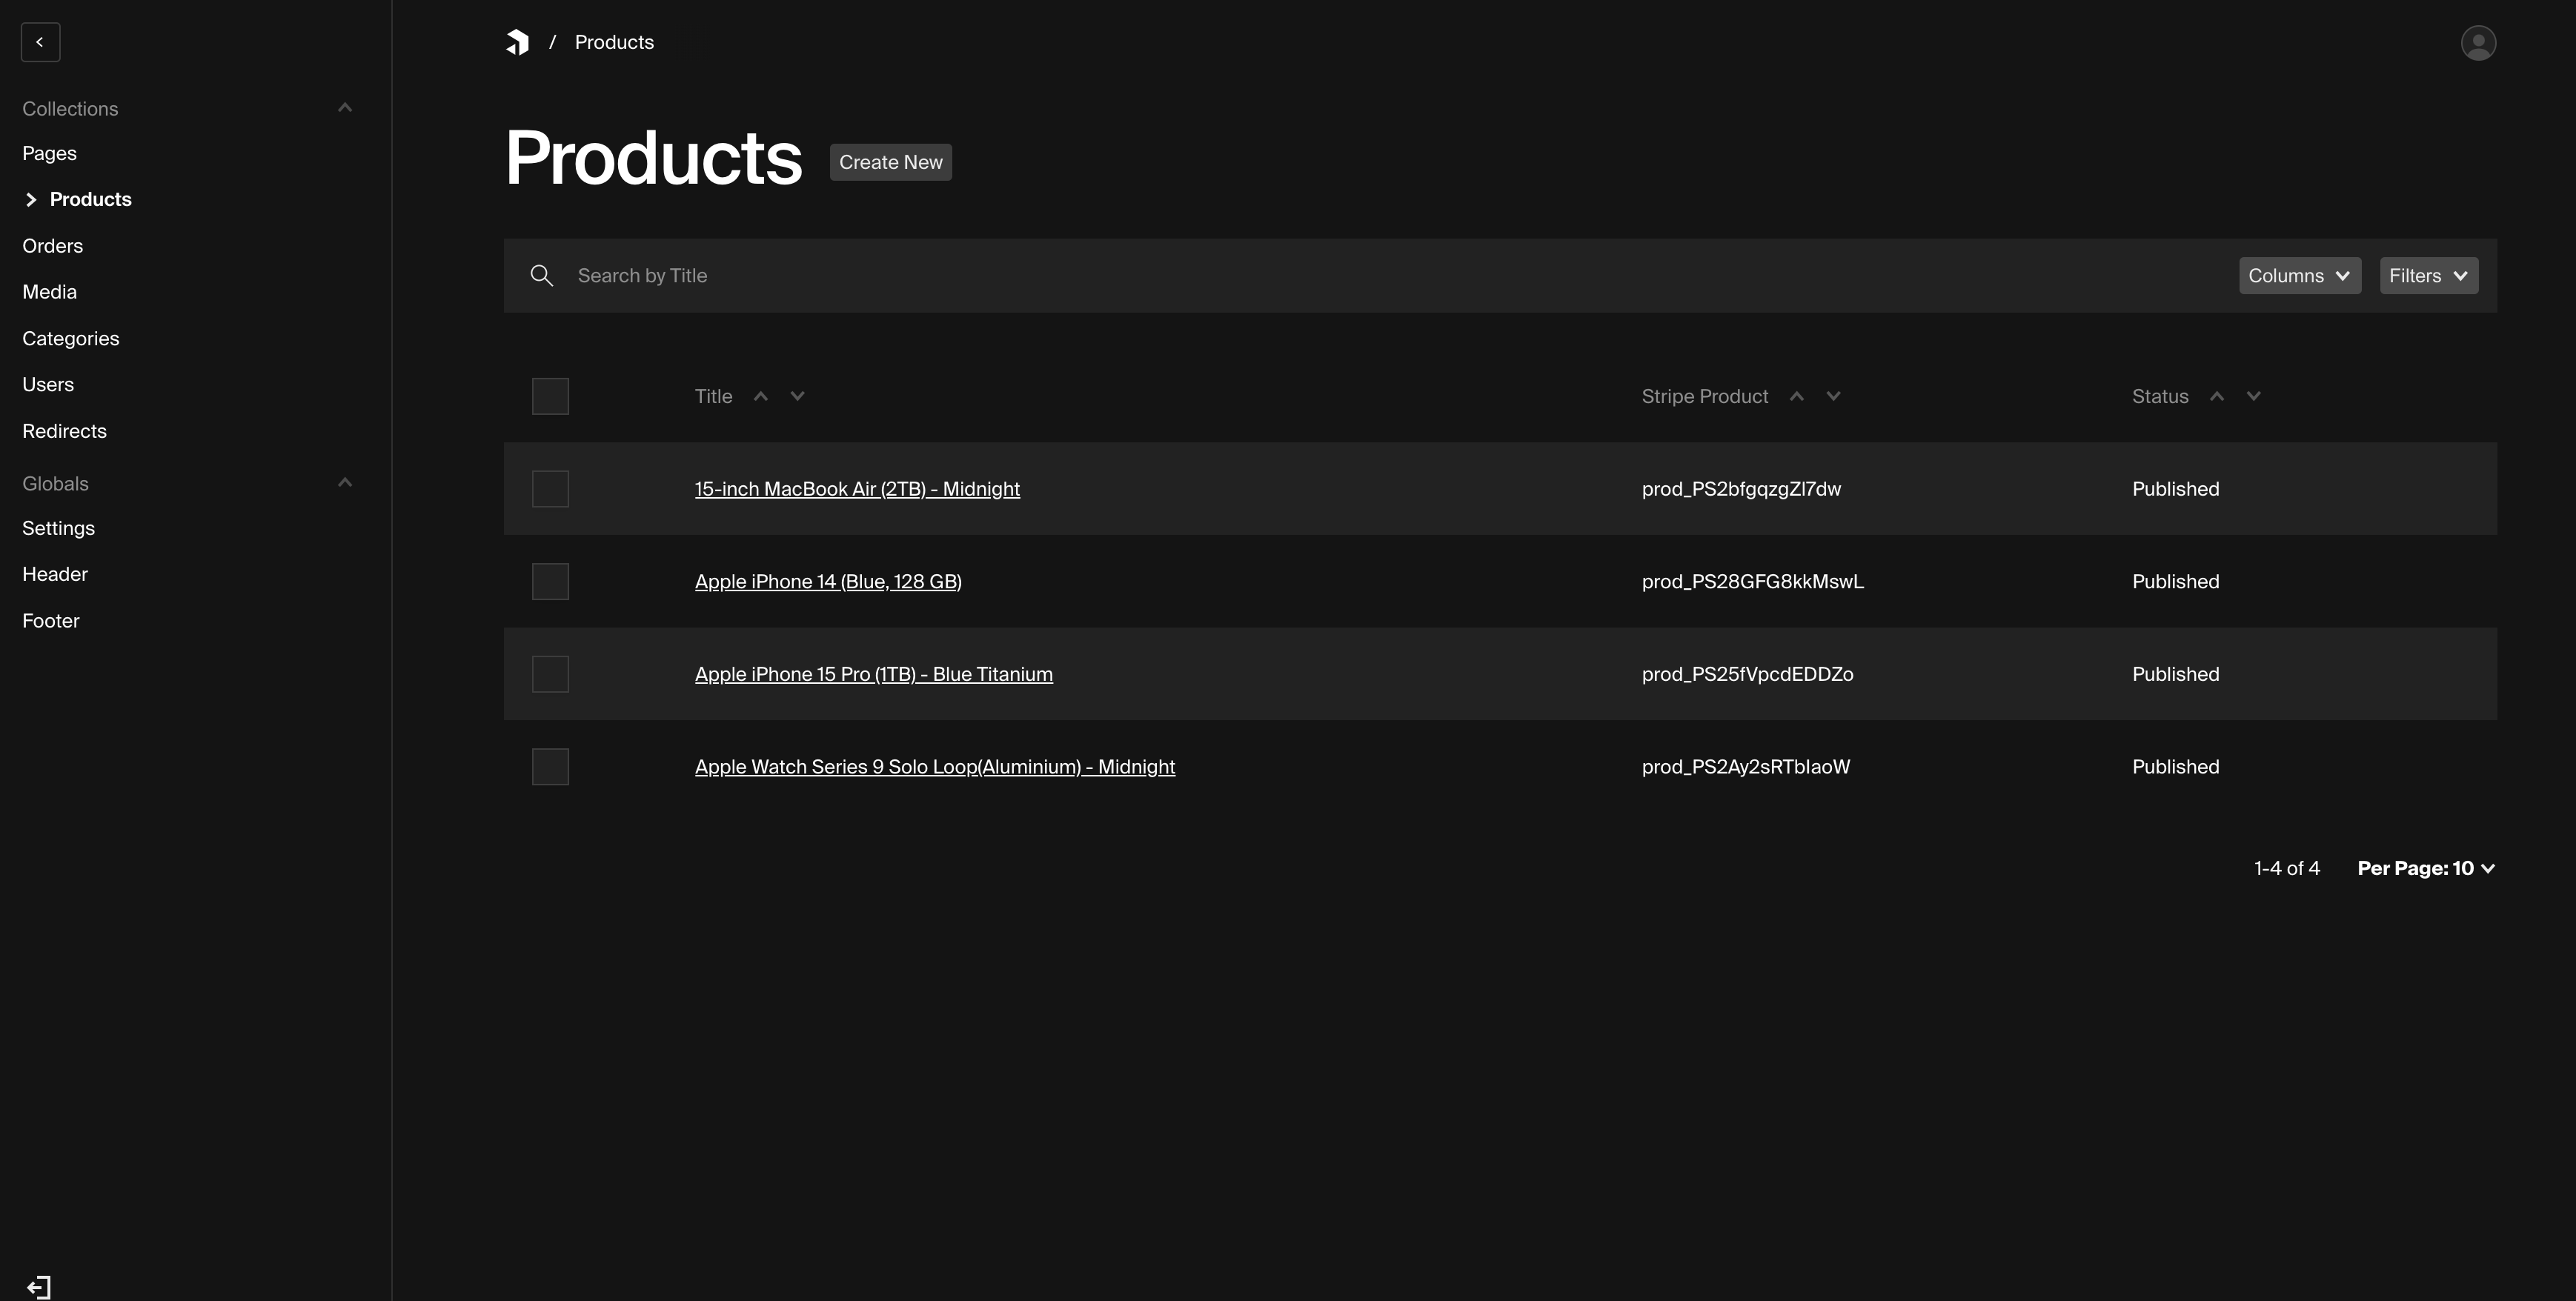 / Products
Collections
Pages
Products
Orders
Media
Categories
Users
Redirects
Globals
Settings
Header
Footer
Products Create New
Search by Title Columns Filters
Title Stripe Product Status
15-inch MacBook Air (2TB) - Midnight prod_PS2bfgqzgZl7dw Published
Apple iPhone 14 (Blue, 128 GB) prod_PS28GFG8kkMswL Published
Apple iPhone 15 Pro (1TB) - Blue Titanium prod_PS25fVpcdEDDZo Published
Apple Watch Series 9 Solo Loop(Aluminium) - Midnight prod_PS2Ay2sRTbIaoW Published
1-4 of 4 Per Page: 10